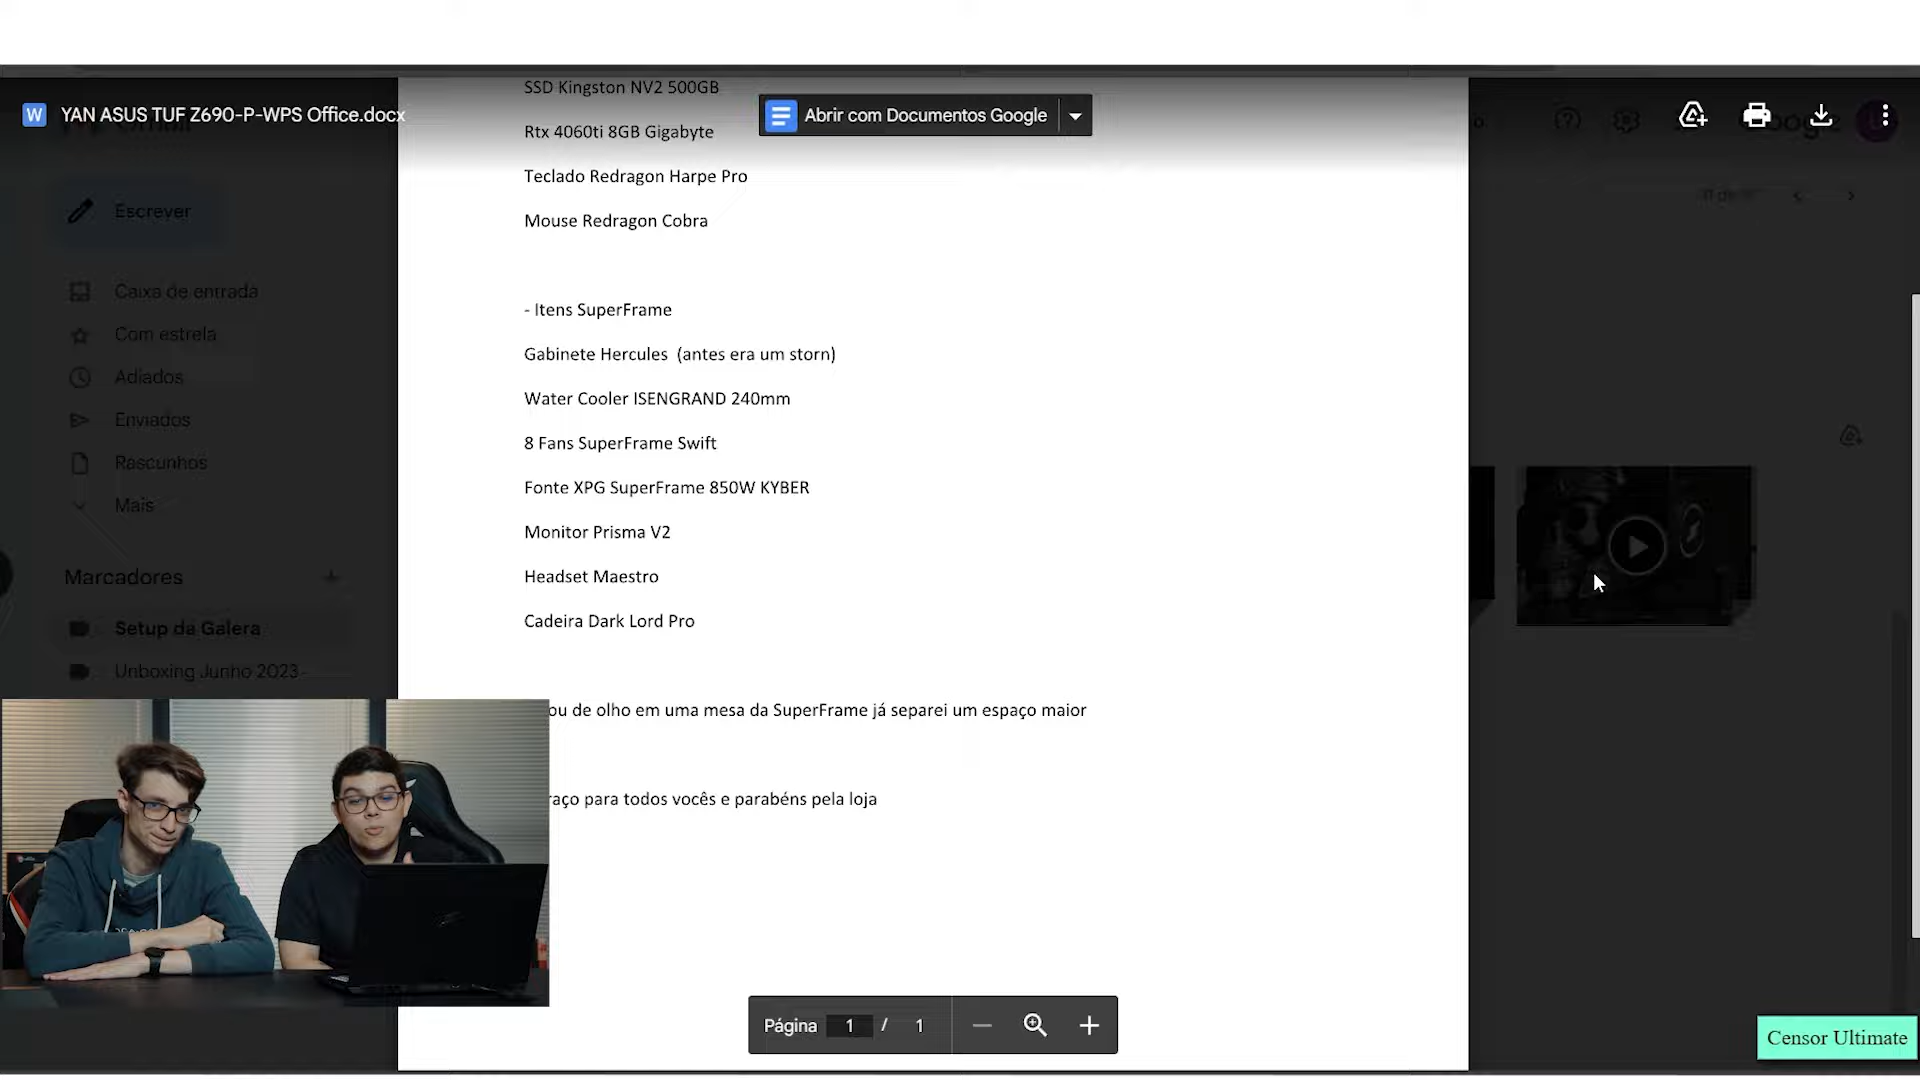 SSD Kingston NV2 500GB
YAN ASUS TUF Z690-P-WPS Office.docx
Abrir com Documentos Google
Rtx 4060ti 8GB Gigabyte
Teclado Redragon Harpe Pro
Escrever
Mouse Redragon Cobra
Caixa de entrada
- Itens SuperFrame
Com estrela
Gabinete Hercules (antes era um storn)
Adiados
Water Cooler ISENGRAND 240mm
Enviados
8 Fans SuperFrame Swift
Rascunhos
Fonte XPG SuperFrame 850W KYBER
Mais
Monitor Prisma V2
Marcadores
Headset Maestro
Cadeira Dark Lord Pro
Setup da Galera
Unboxing Junho 2023
ou de olho em uma mesa da SuperFrame já separei um espaço maior
raço para todos vocês e parabéns pela loja
Página 1 / 1
Censor Ultimate